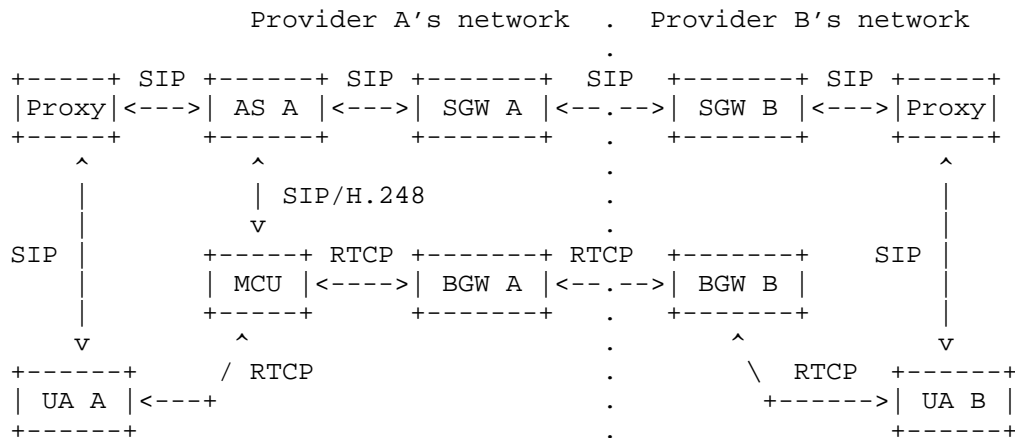 Provider A's network . Provider B's network
.
+-----+ SIP +------+ SIP +-------+ SIP +-------+ SIP +-----+
|Proxy|<--->| AS A |<--->| SGW A |<--.-->| SGW B |<--->|Proxy|
+-----+ +------+ +-------+ . +-------+ +-----+
^ ^ . ^
| | SIP/H.248 . |
| v . |
SIP | +-----+ RTCP +-------+ RTCP +-------+ SIP |
| | MCU |<---->| BGW A |<--.-->| BGW B | |
| +-----+ +-------+ . +-------+ |
v ^ . ^ v
+------+ / RTCP . \ RTCP +------+
| UA A |<---+ . +------>| UA B |
+------+ . +------+